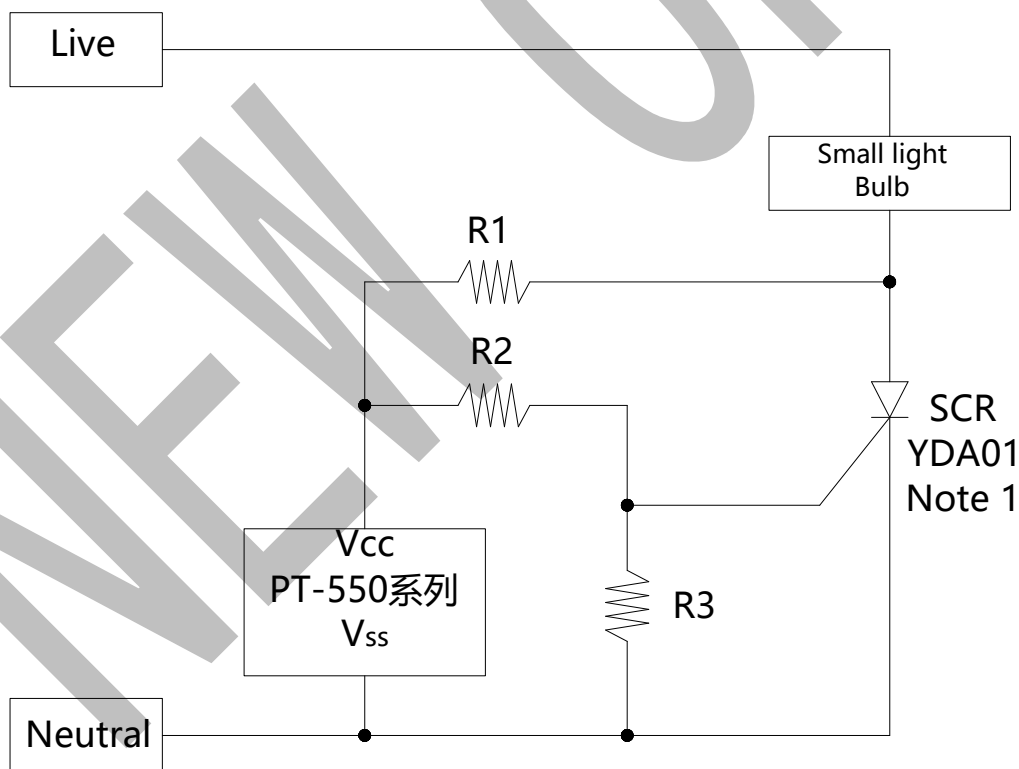 Live
Small light
Bulb
R1
R2
SCR
YDA01
Note 1
Vcc
PT-550系列
Vss
R3
Neutral